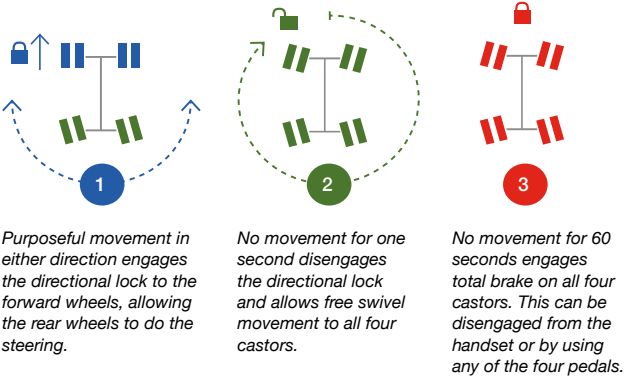 1
Purposeful movement in
either direction engages
the directional lock to the
forward wheels, allowing
the rear wheels to do the
steering.
2
No movement for one
second disengages
the directional lock
and allows free swivel
movement to all four
castors.
3
No movement for 60
seconds engages
total brake on all four
castors. This can be
disengaged from the
handset or by using
any of the four pedals.